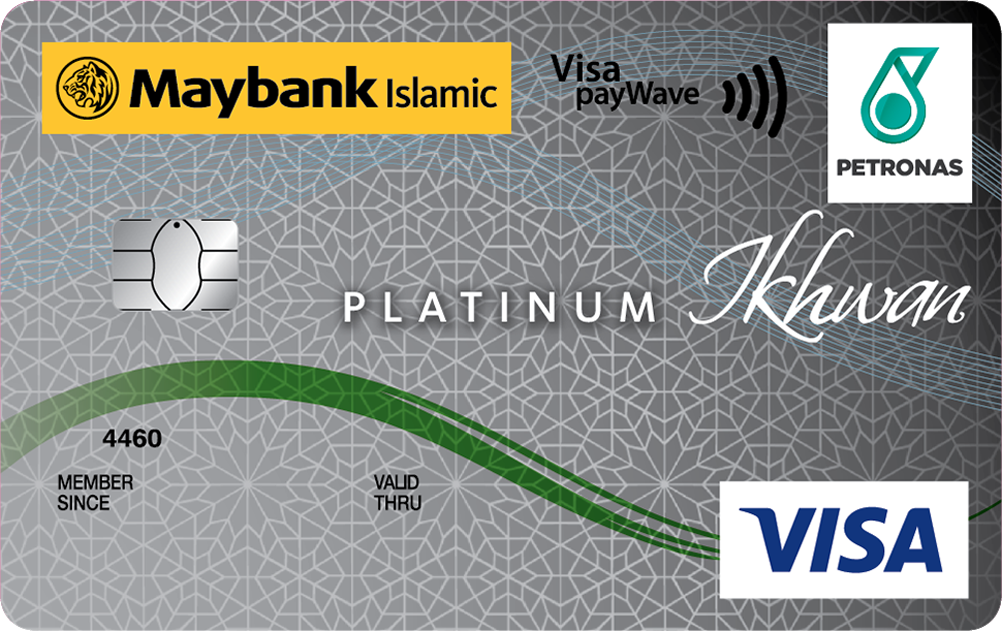 Maybank Islamic
Visa
payWave
PETRONAS
PLATINUM Ikhwan
4460
MEMBER
SINCE
VALID
THRU
VISA